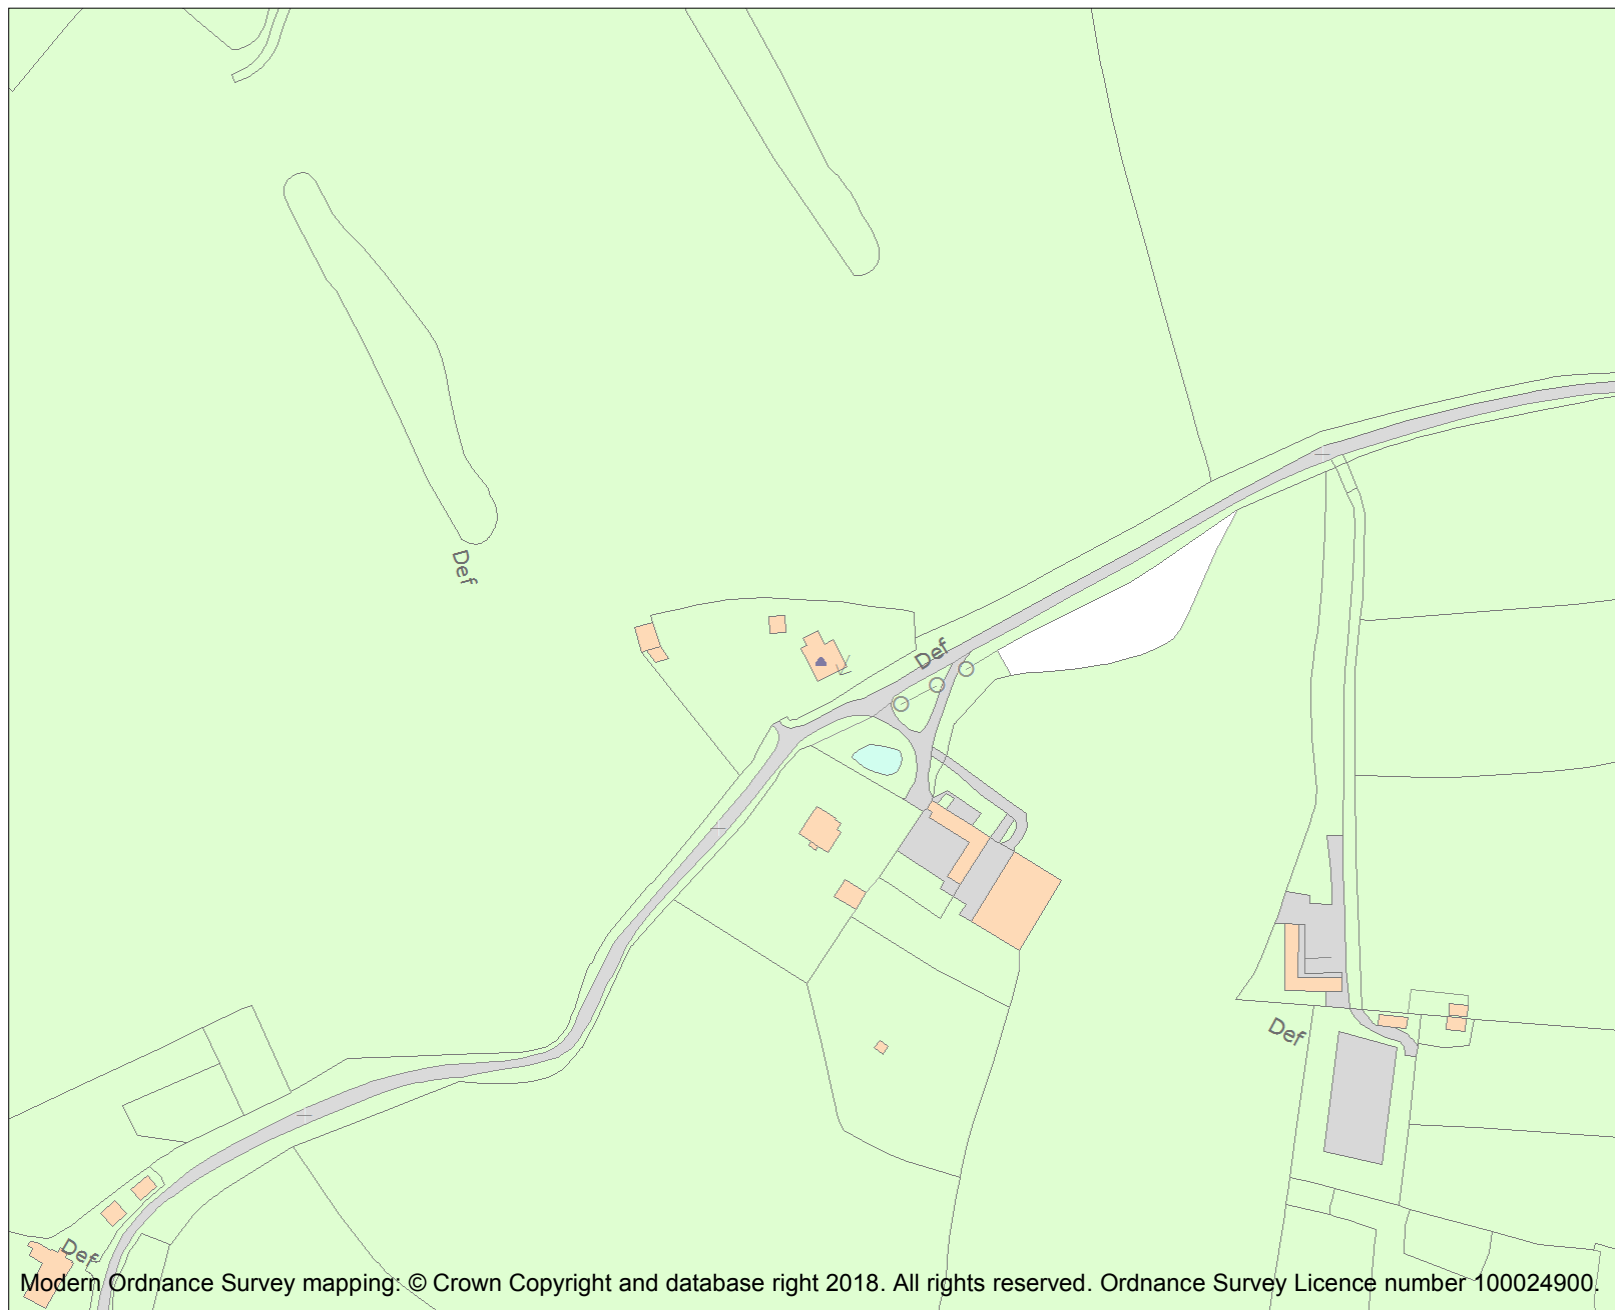 Def
Def
Def
Def
Modern Ordnance Survey mapping: © Crown Copyright and database right 2018. All rights reserved. Ordnance Survey Licence number 100024900.